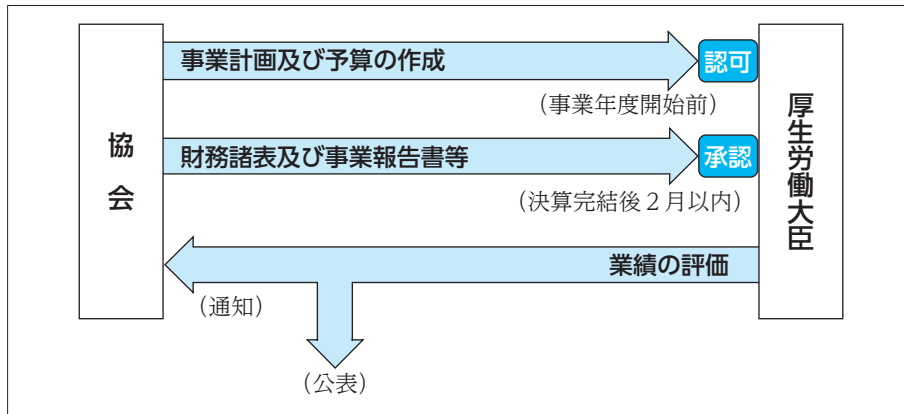 協会
事業計画及び予算の作成
認可
（事業年度開始前）
財務諸表及び事業報告書等
承認
（決算完結後２月以内）
厚生労働大臣
業績の評価
（通知）
（公表）